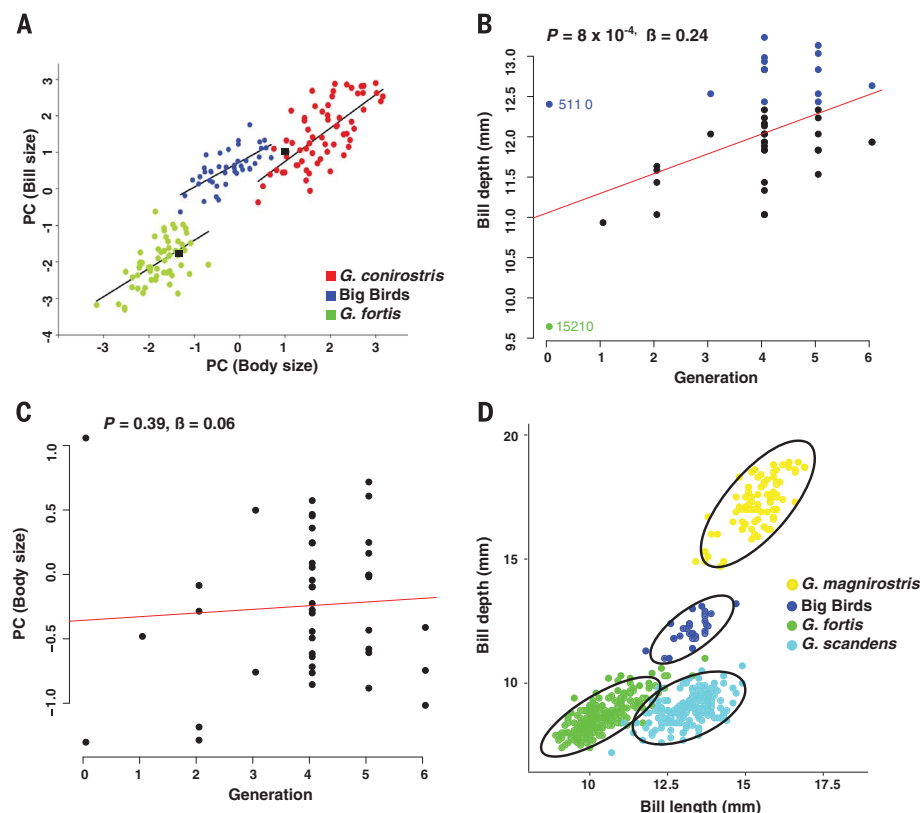 A
PC (Bill size)
3
2
1
0
-1
-2
-3
-4
-3
-2
-1
0
1
2
3
PC (Body size)
G. conirostris
Big Birds
G. fortis
B
P = 8 x 10-4, ß = 0.24
Bill depth (mm)
13.0
12.5
12.0
11.5
11.0
10.5
10.0
9.5
511 0
15210
0
1
2
3
4
5
6
Generation
C
P = 0.39, ß = 0.06
PC (Body size)
1.0
0.5
0.0
−0.5
−1.0
0
1
2
3
4
5
6
Generation
D
Bill depth (mm)
20
15
10
10.0
12.5
15
17.5
Bill length (mm)
G. magnirostris
Big Birds
G. fortis
G. scandens